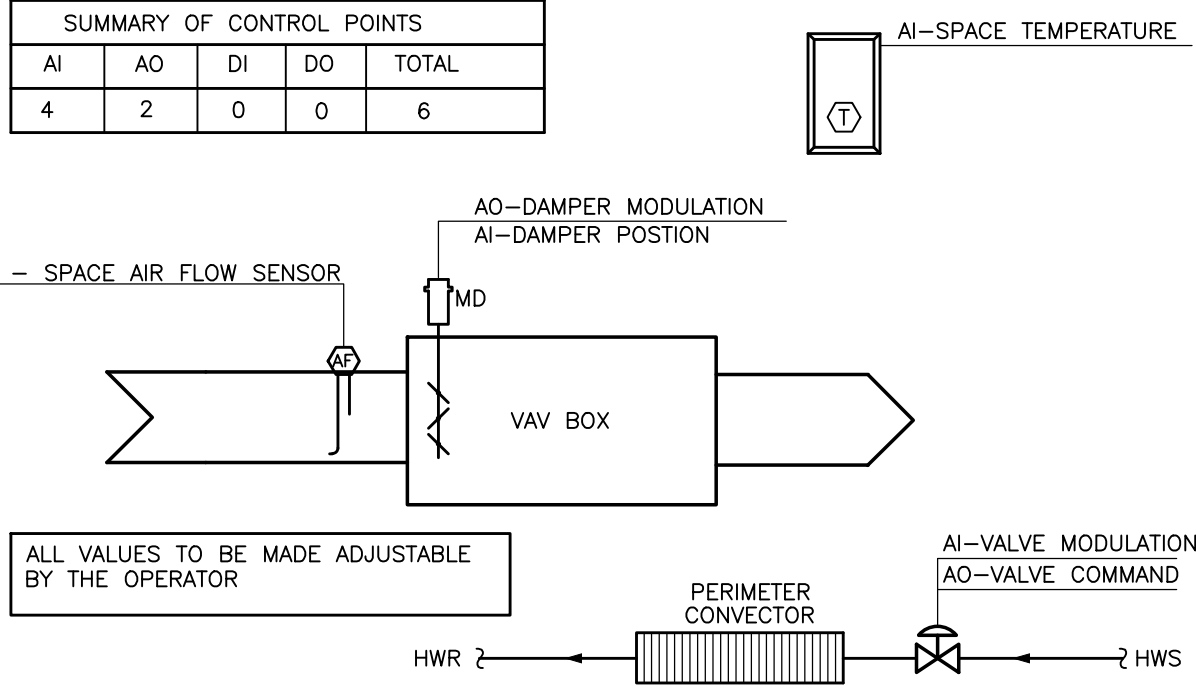 SUMMARY OF CONTROL POINTS
AI AO DI DO TOTAL
4 2 0 0 6
AI-SPACE TEMPERATURE
T
AO-DAMPER MODULATION
AI-DAMPER POSTION
- SPACE AIR FLOW SENSOR
MD
AF
VAV BOX
ALL VALUES TO BE MADE ADJUSTABLE
BY THE OPERATOR
AI-VALVE MODULATION
AO-VALVE COMMAND
PERIMETER
CONVECTOR
HWR
HWS